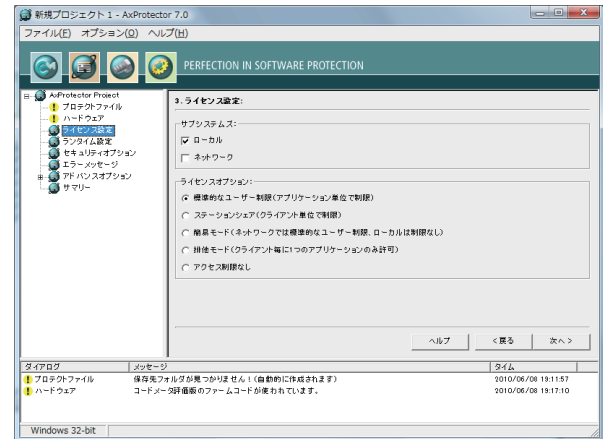 新規プロジェクト 1 - AxProtector 7.0
ファイル(F) オプション(O) ヘルプ(H)
PERFECTION IN SOFTWARE PROTECTION
AxProtector Project
プロテクトファイル
ハードウェア
ライセンス設定
ランタイム設定
セキュリティオプション
エラーメッセージ
アドバンスオプション
サマリー
3. ライセンス設定:
サブシステムズ:
ローカル
ネットワーク
ライセンスオプション:
標準的なユーザー制限(アプリケーション単位で制限)
ステーションシェア(クライアント単位で制限)
簡易モード(ネットワークでは標準的なユーザー制限、ローカルは制限なし)
排他モード(クライアント毎に1つのアプリケーションのみ許可)
アクセス制限なし
ヘルプ <戻る 次へ>
ダイアログ メッセージ タイム
プロテクトファイル 保存先フォルダが見つかりません!(自動的に作成されます) 2010/06/08 19:11:57
ハードウェア コードメータ評価版のファームコードが使われています。 2010/06/08 19:17:10
Windows 32-bit